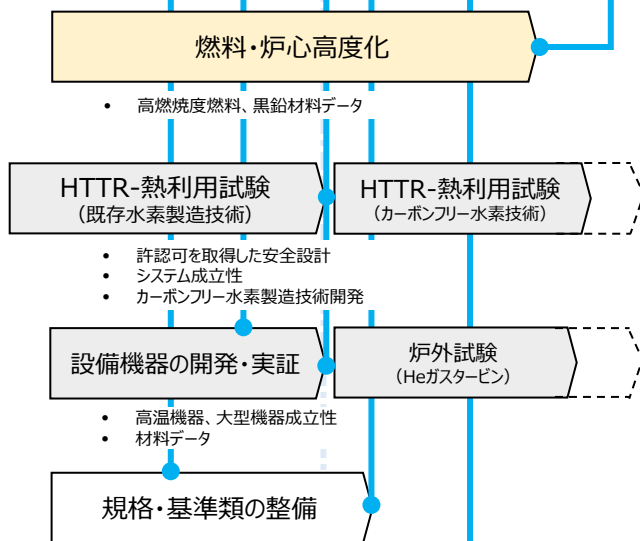 燃料・炉心高度化
• 高燃焼度燃料、黒鉛材料データ
HTTR-熱利用試験
（既存水素製造技術）
HTTR-熱利用試験
（カーボンフリー水素技術）
• 許認可を取得した安全設計
• システム成立性
• カーボンフリー水素製造技術開発
設備機器の開発・実証
炉外試験
（Heガスタービン）
• 高温機器、大型機器成立性
• 材料データ
規格・基準類の整備